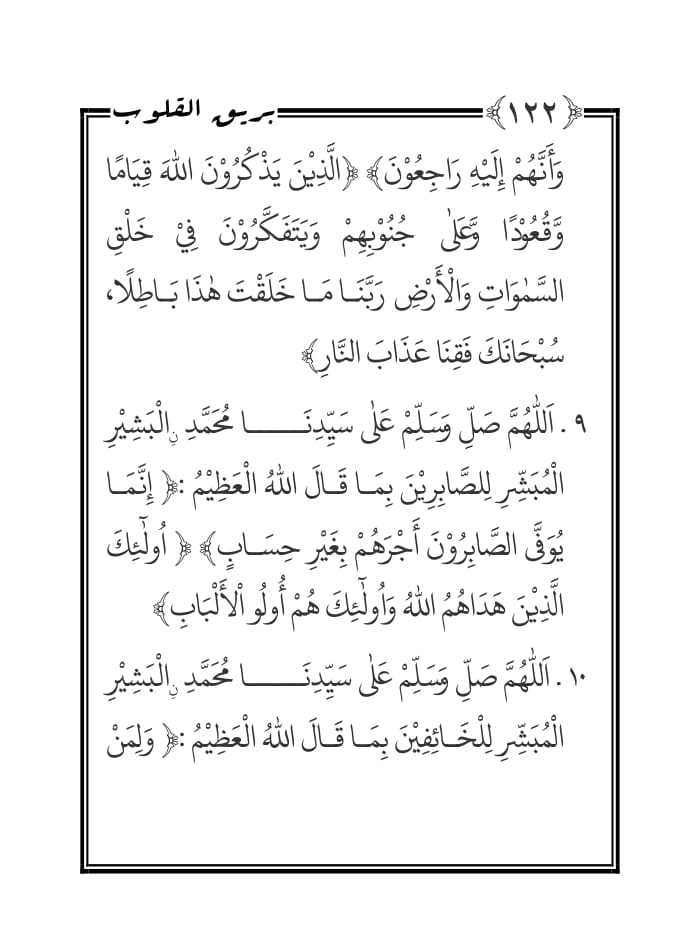 ﴿١٢٢﴾ بريق القلوب
وَأَنَّهُمْ إِلَيْهِ رَاجِعُوْنَ﴾ ﴿الَّذِيْنَ يَذْكُرُوْنَ اللهَ قِيَامًا
وَّقُعُوْدًا وَّعَلٰى جُنُوْبِهِمْ وَيَتَفَكَّرُوْنَ فِيْ خَلْقِ
السَّمٰوَاتِ وَالْأَرْضِ رَبَّنَا مَا خَلَقْتَ هٰذَا بَاطِلًا،
سُبْحَانَكَ فَقِنَا عَذَابَ النَّارِ﴾
٩ . اَللّٰهُمَّ صَلِّ وَسَلِّمْ عَلٰى سَيِّدِنَا مُحَمَّدِ نِ الْبَشِيْرِ
الْمُبَشِّرِ لِلصَّابِرِيْنَ بِمَا قَالَ اللهُ الْعَظِيْمُ :﴿ إِنَّمَا
يُوَفَّى الصَّابِرُوْنَ أَجْرَهُمْ بِغَيْرِ حِسَابٍ﴾ ﴿ اُولٰٓئِكَ
الَّذِيْنَ هَدَاهُمُ اللهُ وَاُولٰٓئِكَ هُمْ أُولُو الْأَلْبَابِ﴾
١٠ . اَللّٰهُمَّ صَلِّ وَسَلِّمْ عَلٰى سَيِّدِنَا مُحَمَّدِ نِ الْبَشِيْرِ
الْمُبَشِّرِ لِلْخَائِفِيْنَ بِمَا قَالَ اللهُ الْعَظِيْمُ :﴿ وَلِمَنْ